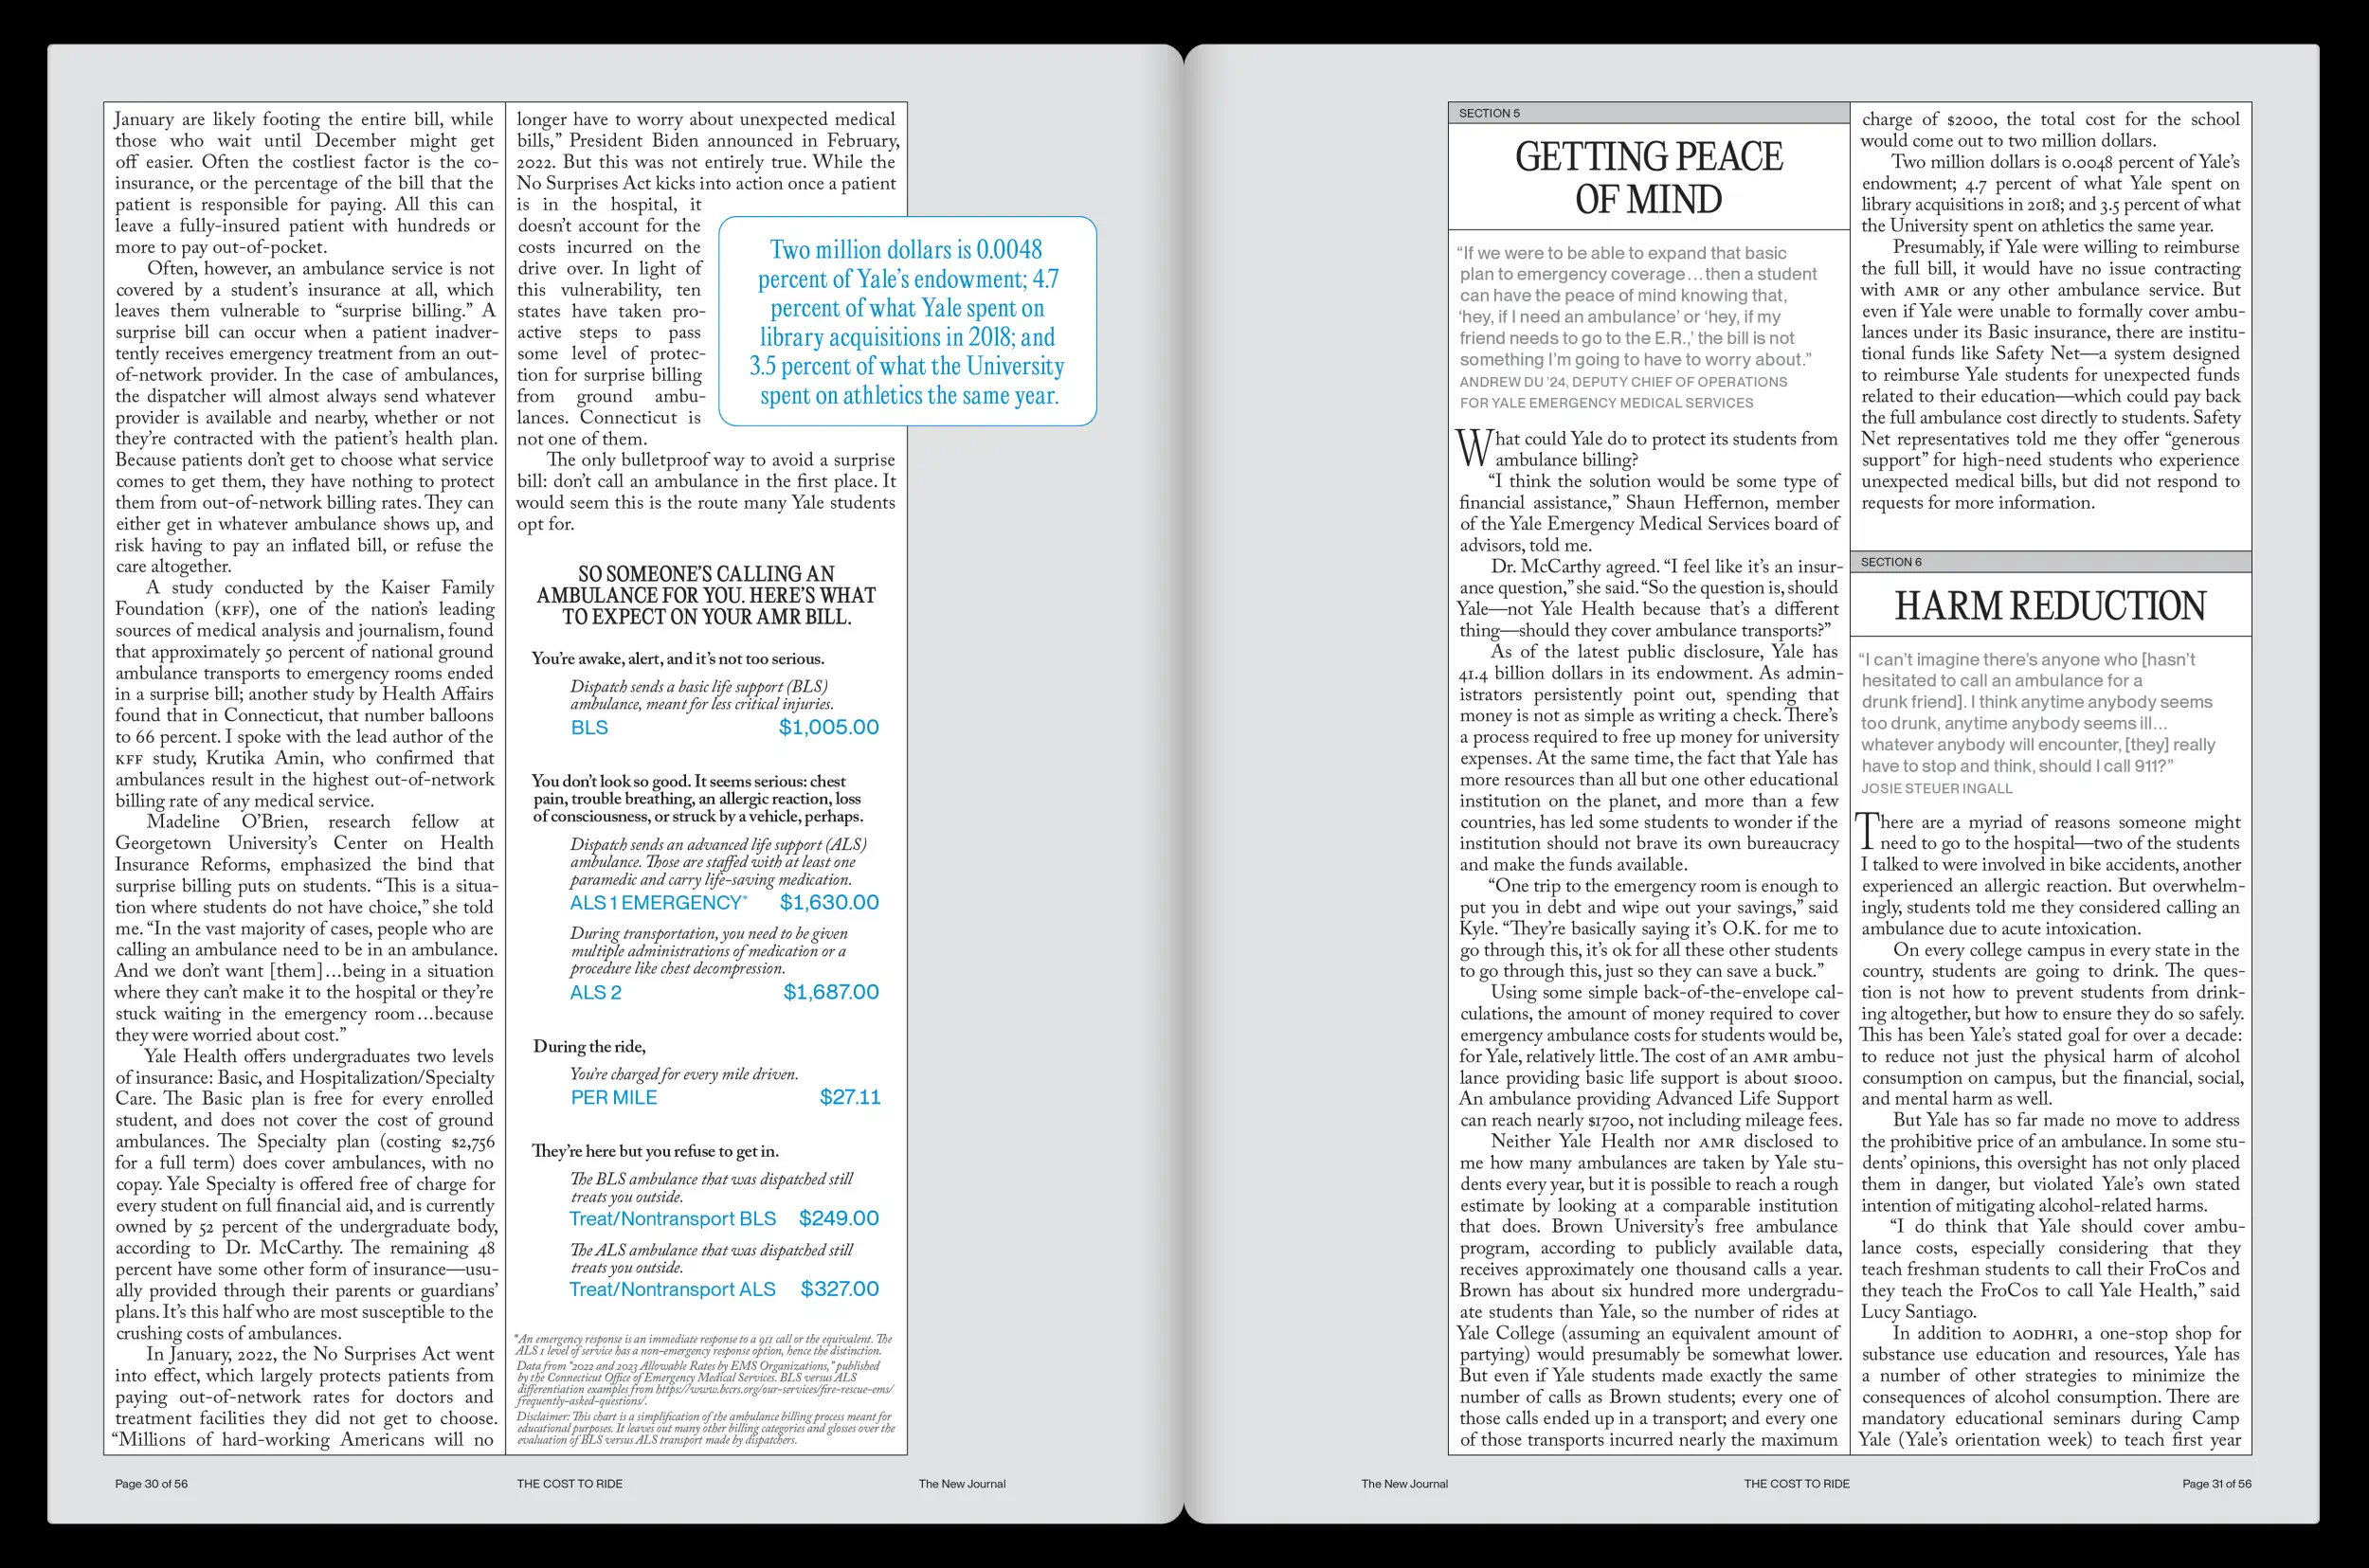 January are likely footing the entire bill, while
those who wait until December might get
off easier. Often the costliest factor is the co-
insurance, or the percentage of the bill that the
patient is responsible for paying. All this can
leave a fully-insured patient with hundreds or
more to pay out-of-pocket.
Often, however, an ambulance service is not
covered by a student's insurance at all, which
leaves them vulnerable to “surprise billing.” A
surprise bill can occur when a patient inadver-
tently receives emergency treatment from an out-
of-network provider. In the case of ambulances,
the dispatcher will almost always send whatever
provider is available and nearby, whether or not
they're contracted with the patient's health plan.
Because patients don't get to choose what service
comes to get them, they have nothing to protect
them from out-of-network billing rates. They can
either get in whatever ambulance shows up, and
risk having to pay an inflated bill, or refuse the
care altogether.
A study conducted by the Kaiser Family
Foundation (KFF), one of the nation's leading
sources of medical analysis and journalism, found
that approximately 50 percent of national ground
ambulance transports to emergency rooms ended
in a surprise bill; another study by Health Affairs
found that in Connecticut, that number balloons
to 66 percent. I spoke with the lead author of the
KFF study, Krutika Amin, who confirmed that
ambulances result in the highest out-of-network
billing rate of any medical service.
Madeline O'Brien, research fellow at
Georgetown University's Center on Health
Insurance Reforms, emphasized the bind that
surprise billing puts on students. “This is a situa-
tion where students do not have choice,” she told
me. “In the vast majority of cases, people who are
calling an ambulance need to be in an ambulance.
And we don't want [them]…being in a situation
where they can't make it to the hospital or they're
stuck waiting in the emergency room…because
they were worried about cost.”
Yale Health offers undergraduates two levels
of insurance: Basic, and Hospitalization/Specialty
Care. The Basic plan is free for every enrolled
student, and does not cover the cost of ground
ambulances. The Specialty plan (costing $2,756
for a full term) does cover ambulances, with no
copay. Yale Specialty is offered free of charge for
every student on full financial aid, and is currently
owned by 52 percent of the undergraduate body,
according to Dr. McCarthy. The remaining 48
percent have some other form of insurance—usu-
ally provided through their parents or guardians'
plans. It's this half who are most susceptible to the
crushing costs of ambulances.
In January, 2022, the No Surprises Act went
into effect, which largely protects patients from
paying out-of-network rates for doctors and
treatment facilities they did not get to choose.
“Millions of hard-working Americans will no
longer have to worry about unexpected medical
bills,” President Biden announced in February,
2022. But this was not entirely true. While the
No Surprises Act kicks into action once a patient
is in the hospital, it
doesn't account for the
costs incurred on the
drive over. In light of
this vulnerability, ten
states have taken pro-
active steps to pass
some level of protec-
tion for surprise billing
from ground ambu-
lances. Connecticut is
not one of them.
The only bulletproof way to avoid a surprise
bill: don't call an ambulance in the first place. It
would seem this is the route many Yale students
opt for.
Two million dollars is 0.0048
percent of Yale's endowment; 4.7
percent of what Yale spent on
library acquisitions in 2018; and
3.5 percent of what the University
spent on athletics the same year.
SO SOMEONE'S CALLING AN
AMBULANCE FOR YOU. HERE'S WHAT
TO EXPECT ON YOUR AMR BILL.
You're awake, alert, and it's not too serious.
Dispatch sends a basic life support (BLS)
ambulance, meant for less critical injuries.
BLS $1,005.00
You don't look so good. It seems serious: chest
pain, trouble breathing, an allergic reaction, loss
of consciousness, or struck by a vehicle, perhaps.
Dispatch sends an advanced life support (ALS)
ambulance. Those are staffed with at least one
paramedic and carry life-saving medication.
ALS 1 EMERGENCY* $1,630.00
During transportation, you need to be given
multiple administrations of medication or a
procedure like chest decompression.
ALS 2 $1,687.00
During the ride,
You're charged for every mile driven.
PER MILE $27.11
They're here but you refuse to get in.
The BLS ambulance that was dispatched still
treats you outside.
Treat/Nontransport BLS $249.00
The ALS ambulance that was dispatched still
treats you outside.
Treat/Nontransport ALS $327.00
*An emergency response is an immediate response to a 911 call or the equivalent. The
ALS 1 level of service has a non-emergency response option, hence the distinction.
Data from “2022 and 2023 Allowable Rates by EMS Organizations,” published
by the Connecticut Office of Emergency Medical Services. BLS versus ALS
differentiation examples from https://www.hccrs.org/our-services/fire-rescue-ems/
frequently-asked-questions/.
Disclaimer: This chart is a simplification of the ambulance billing process meant for
educational purposes. It leaves out many other billing categories and glosses over the
evaluation of BLS versus ALS transport made by dispatchers.
Page 30 of 56
THE COST TO RIDE
The New Journal
SECTION 5
GETTING PEACE
OF MIND
“If we were to be able to expand that basic
plan to emergency coverage…then a student
can have the peace of mind knowing that,
‘hey, if I need an ambulance’ or ‘hey, if my
friend needs to go to the E.R.,’ the bill is not
something I'm going to have to worry about.”
ANDREW DU ’24, DEPUTY CHIEF OF OPERATIONS
FOR YALE EMERGENCY MEDICAL SERVICES
What could Yale do to protect its students from
ambulance billing?
“I think the solution would be some type of
financial assistance,” Shaun Heffernon, member
of the Yale Emergency Medical Services board of
advisors, told me.
Dr. McCarthy agreed. “I feel like it's an insur-
ance question,” she said. “So the question is, should
Yale—not Yale Health because that's a different
thing—should they cover ambulance transports?”
As of the latest public disclosure, Yale has
41.4 billion dollars in its endowment. As admin-
istrators persistently point out, spending that
money is not as simple as writing a check. There's
a process required to free up money for university
expenses. At the same time, the fact that Yale has
more resources than all but one other educational
institution on the planet, and more than a few
countries, has led some students to wonder if the
institution should not brave its own bureaucracy
and make the funds available.
“One trip to the emergency room is enough to
put you in debt and wipe out your savings,” said
Kyle. “They're basically saying it's O.K. for me to
go through this, it's ok for all these other students
to go through this, just so they can save a buck.”
Using some simple back-of-the-envelope cal-
culations, the amount of money required to cover
emergency ambulance costs for students would be,
for Yale, relatively little. The cost of an AMR ambu-
lance providing basic life support is about $1000.
An ambulance providing Advanced Life Support
can reach nearly $1700, not including mileage fees.
Neither Yale Health nor AMR disclosed to
me how many ambulances are taken by Yale stu-
dents every year, but it is possible to reach a rough
estimate by looking at a comparable institution
that does. Brown University's free ambulance
program, according to publicly available data,
receives approximately one thousand calls a year.
Brown has about six hundred more undergradu-
ate students than Yale, so the number of rides at
Yale College (assuming an equivalent amount of
partying) would presumably be somewhat lower.
But even if Yale students made exactly the same
number of calls as Brown students; every one of
those calls ended up in a transport; and every one
of those transports incurred nearly the maximum
charge of $2000, the total cost for the school
would come out to two million dollars.
Two million dollars is 0.0048 percent of Yale's
endowment; 4.7 percent of what Yale spent on
library acquisitions in 2018; and 3.5 percent of what
the University spent on athletics the same year.
Presumably, if Yale were willing to reimburse
the full bill, it would have no issue contracting
with AMR or any other ambulance service. But
even if Yale were unable to formally cover ambu-
lances under its Basic insurance, there are institu-
tional funds like Safety Net—a system designed
to reimburse Yale students for unexpected funds
related to their education—which could pay back
the full ambulance cost directly to students. Safety
Net representatives told me they offer “generous
support” for high-need students who experience
unexpected medical bills, but did not respond to
requests for more information.
SECTION 6
HARM REDUCTION
“I can't imagine there's anyone who [hasn't
hesitated to call an ambulance for a
drunk friend]. I think anytime anybody seems
too drunk, anytime anybody seems ill…
whatever anybody will encounter, [they] really
have to stop and think, should I call 911?”
JOSIE STEUER INGALL
There are a myriad of reasons someone might
need to go to the hospital—two of the students
I talked to were involved in bike accidents, another
experienced an allergic reaction. But overwhelm-
ingly, students told me they considered calling an
ambulance due to acute intoxication.
On every college campus in every state in the
country, students are going to drink. The ques-
tion is not how to prevent students from drink-
ing altogether, but how to ensure they do so safely.
This has been Yale's stated goal for over a decade:
to reduce not just the physical harm of alcohol
consumption on campus, but the financial, social,
and mental harm as well.
But Yale has so far made no move to address
the prohibitive price of an ambulance. In some stu-
dents' opinions, this oversight has not only placed
them in danger, but violated Yale's own stated
intention of mitigating alcohol-related harms.
“I do think that Yale should cover ambu-
lance costs, especially considering that they
teach freshman students to call their FroCos and
they teach the FroCos to call Yale Health,” said
Lucy Santiago.
In addition to AODHRI, a one-stop shop for
substance use education and resources, Yale has
a number of other strategies to minimize the
consequences of alcohol consumption. There are
mandatory educational seminars during Camp
Yale (Yale's orientation week) to teach first year
The New Journal
THE COST TO RIDE
Page 31 of 56